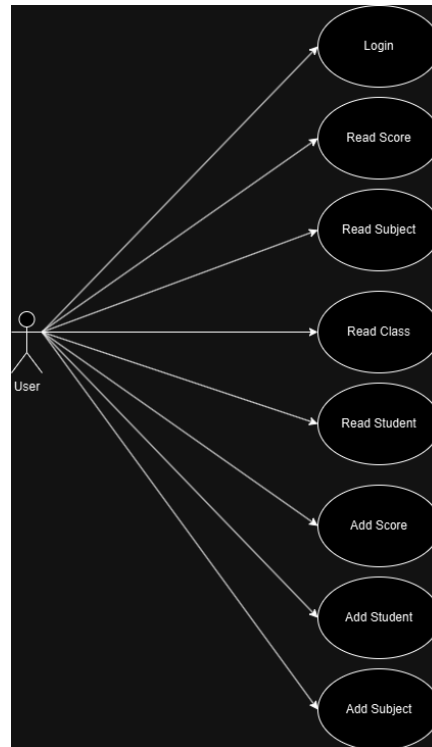 Login
Read Score
Read Subject
Read Class
User
Read Student
Add Score
Add Student
Add Subject